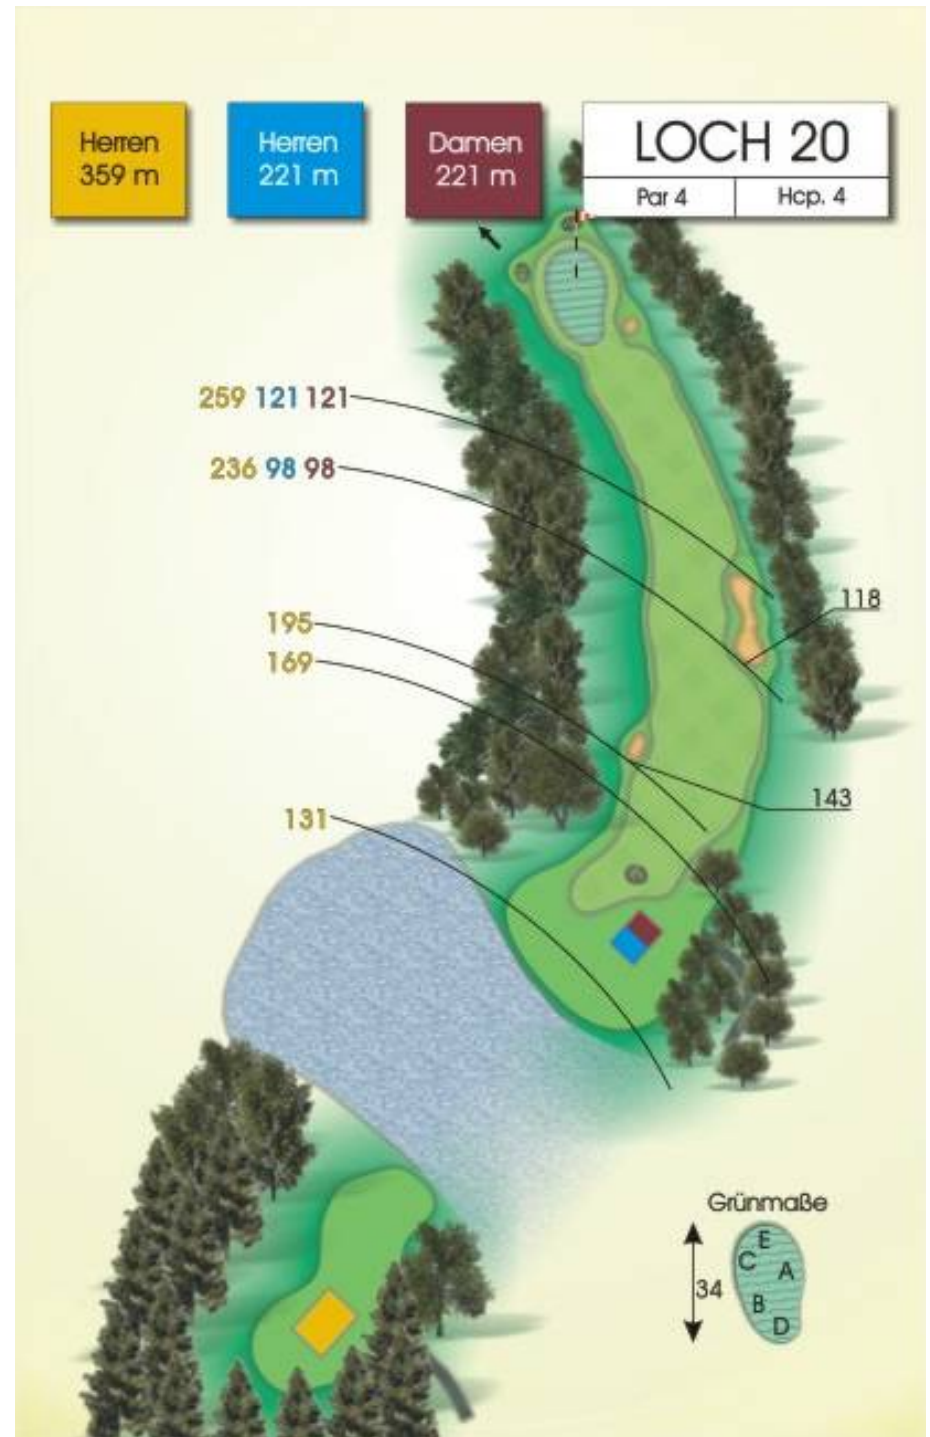 Herren
359 m
Herren
221 m
Damen
221 m
LOCH 20
Par 4
Hcp. 4
259 121 121
236 98 98
118
195
169
143
131
Grünmaße
34
E
C
A
B
D